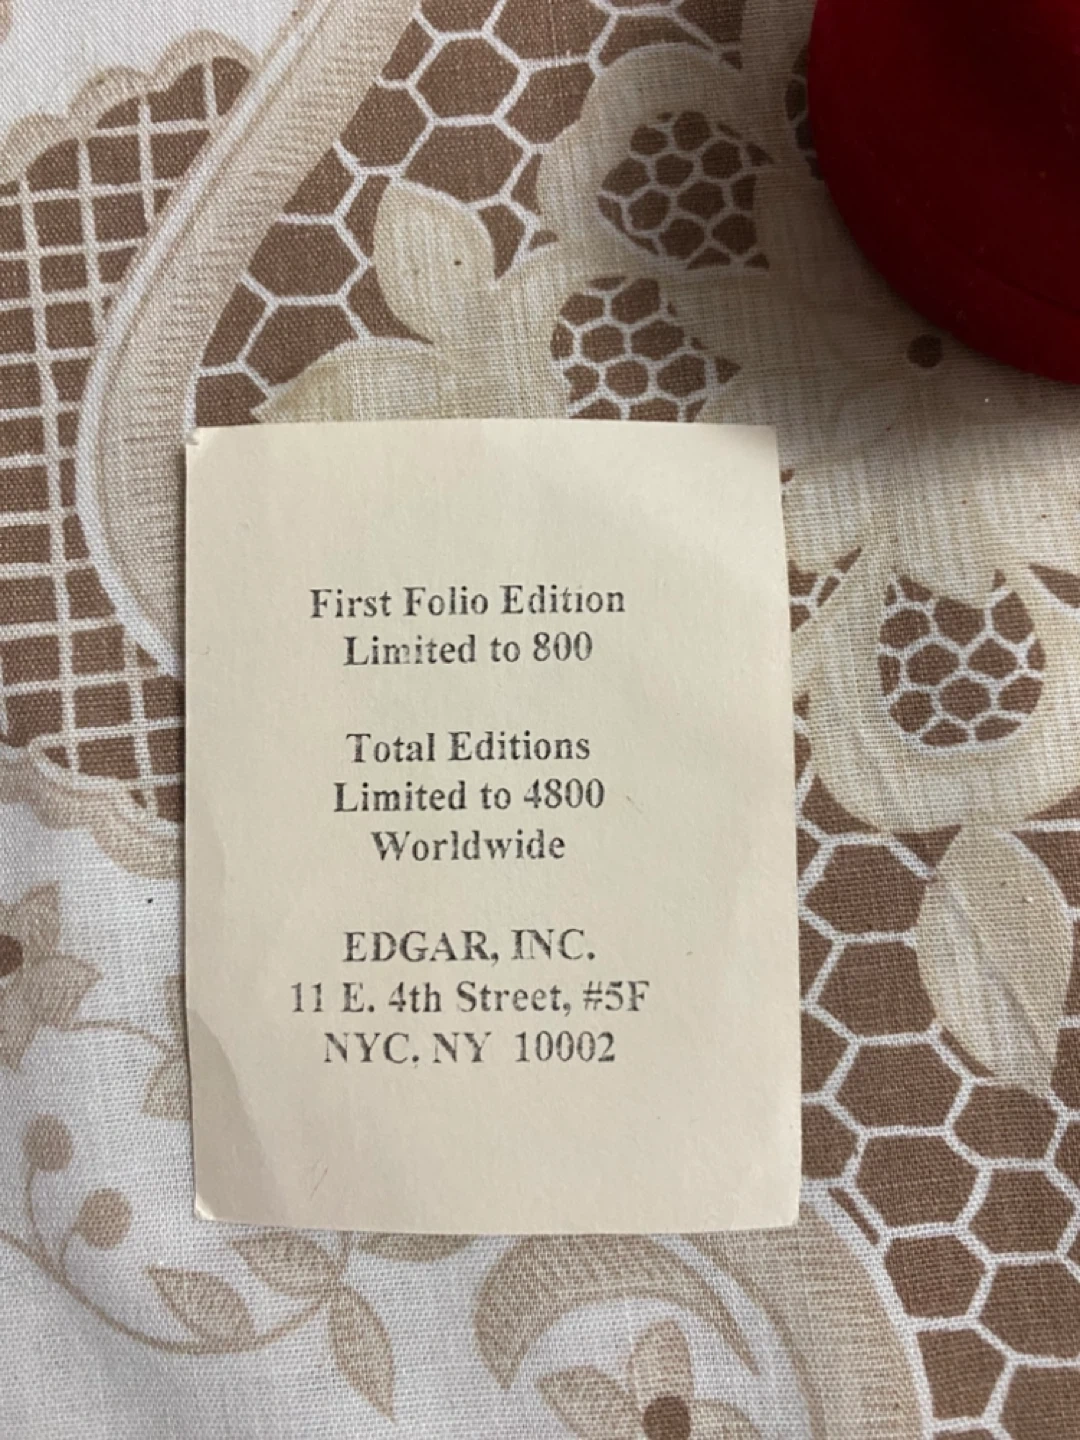 First Folio Edition
Limited to 800
Total Editions
Limited to 4800
Worldwide
EDGAR, INC.
11 E. 4th Street, #5F
NYC, NY 10002